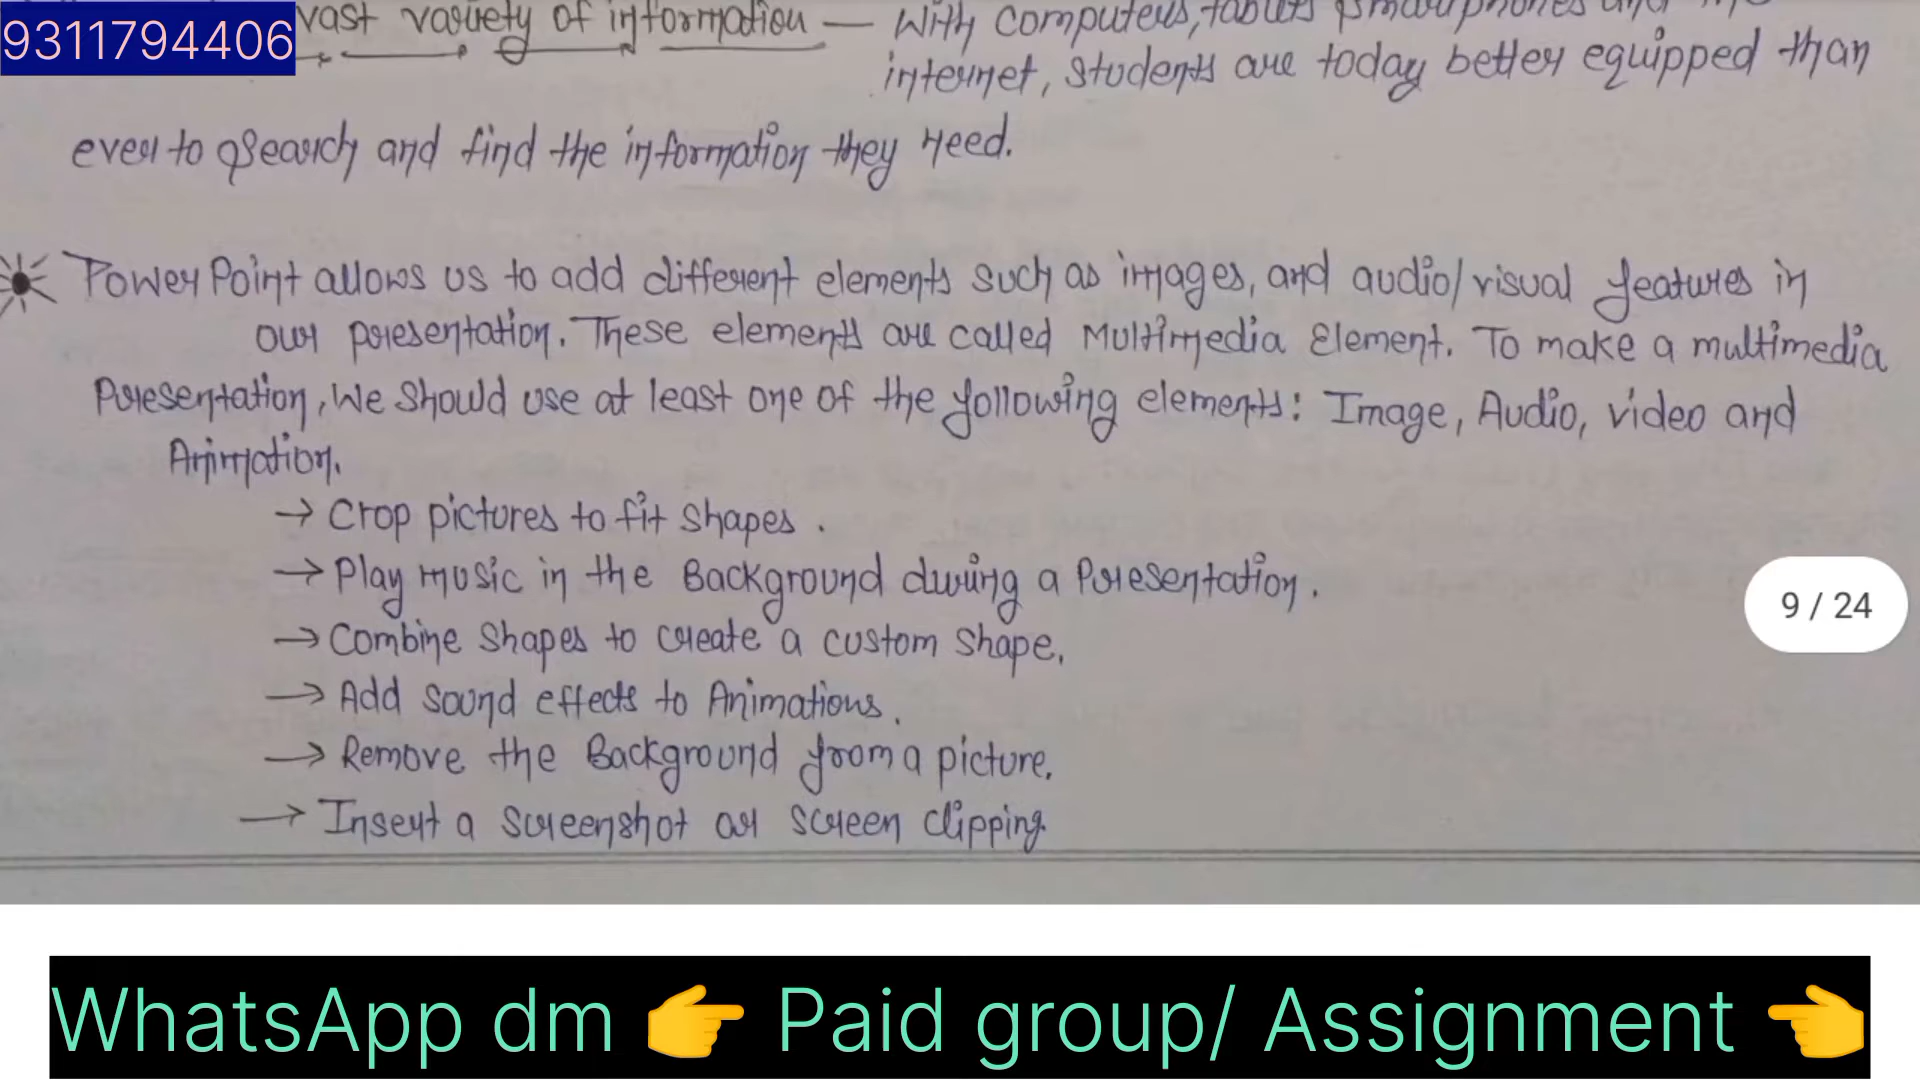 9311794406
vast variety of information — With computers, tablets smartphones and
internet, students are today better equipped than
ever to search and find the information they need.
PowerPoint allows us to add different elements such as images, and audio/visual features in
our presentation. These elements are called Multimedia Element. To make a multimedia
Presentation, We should use at least one of the following elements: Image, Audio, video and
Animation.
→ Crop pictures to fit shapes.
→ Play music in the Background during a Presentation.
→ Combine shapes to create a custom shape.
→ Add sound effects to Animations.
→ Remove the Background from a picture.
→ Insert a screenshot or screen clipping
9 / 24
WhatsApp dm 👉 Paid group/ Assignment 👈